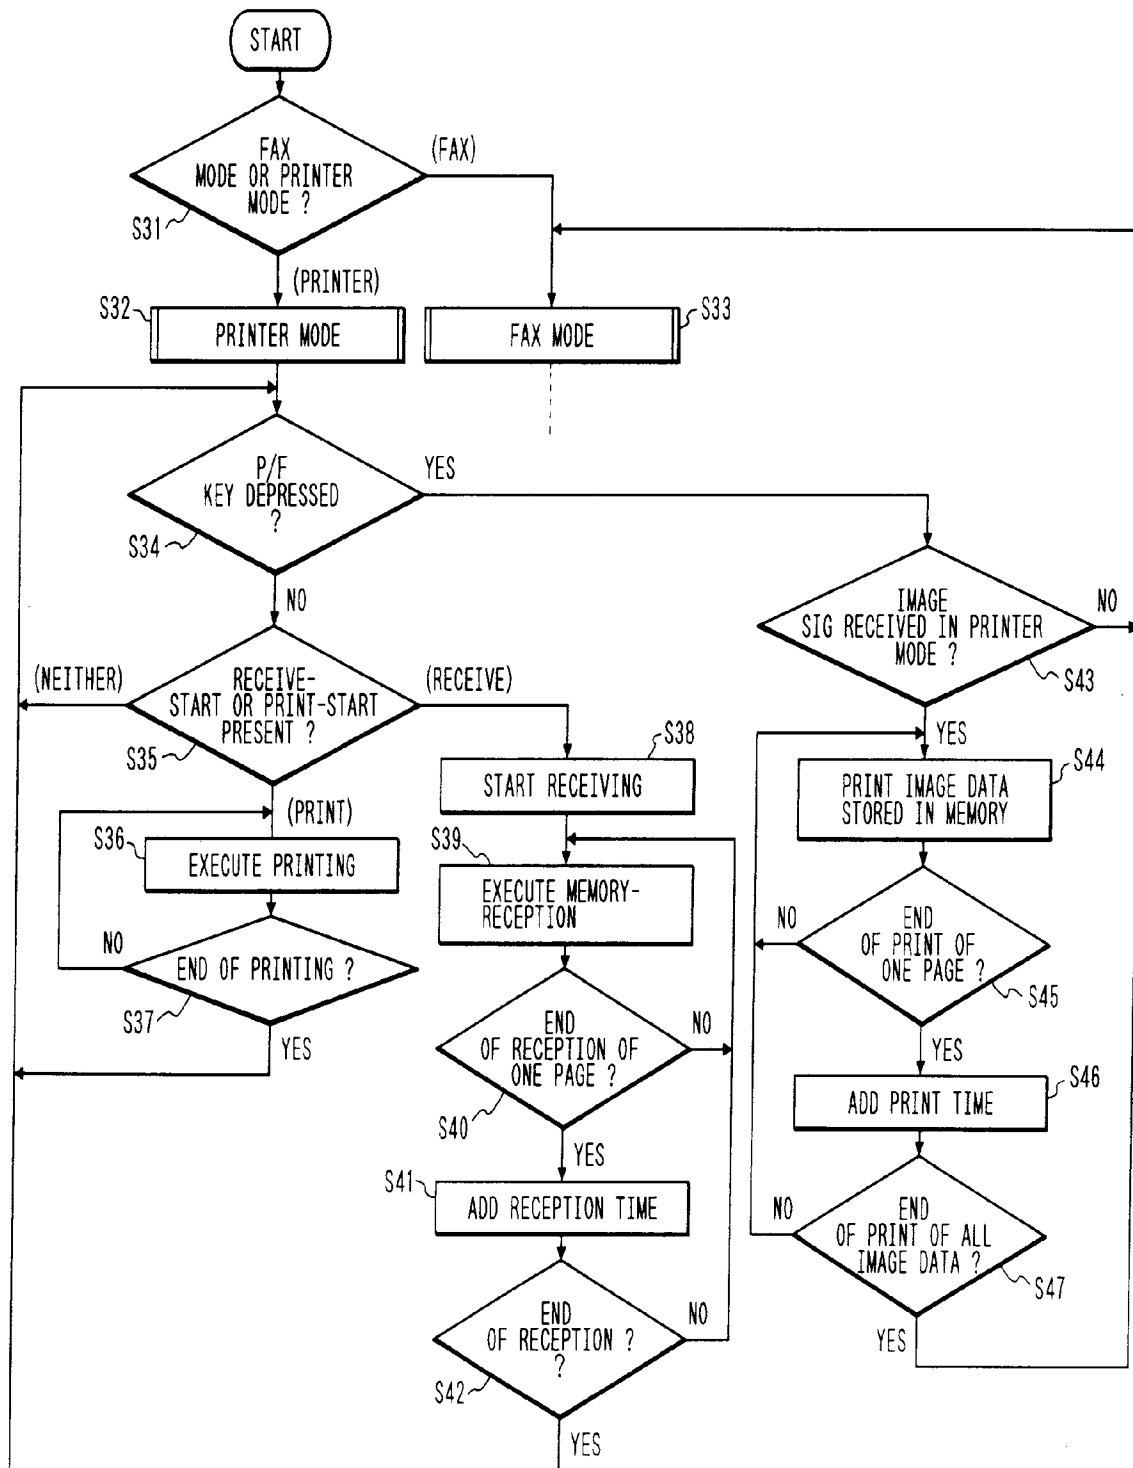 START
FAX
MODE OR PRINTER
MODE ?
(FAX)
S31
(PRINTER)
S32
PRINTER MODE
FAX MODE
S33
P/F
KEY DEPRESSED
?
YES
S34
NO
IMAGE
SIG RECEIVED IN PRINTER
MODE ?
NO
S43
YES
(NEITHER)
RECEIVE-
START OR PRINT-START
PRESENT ?
(RECEIVE)
S35
(PRINT)
S36
EXECUTE PRINTING
NO
END OF PRINTING ?
S37
YES
S38
START RECEIVING
S39
EXECUTE MEMORY-
RECEPTION
END
OF RECEPTION OF
ONE PAGE ?
NO
S40
YES
S41
ADD RECEPTION TIME
END
OF RECEPTION ?
?
NO
S42
YES
S44
PRINT IMAGE DATA
STORED IN MEMORY
NO
END
OF PRINT OF
ONE PAGE ?
S45
YES
S46
ADD PRINT TIME
NO
END
OF PRINT OF ALL
IMAGE DATA ?
S47
YES